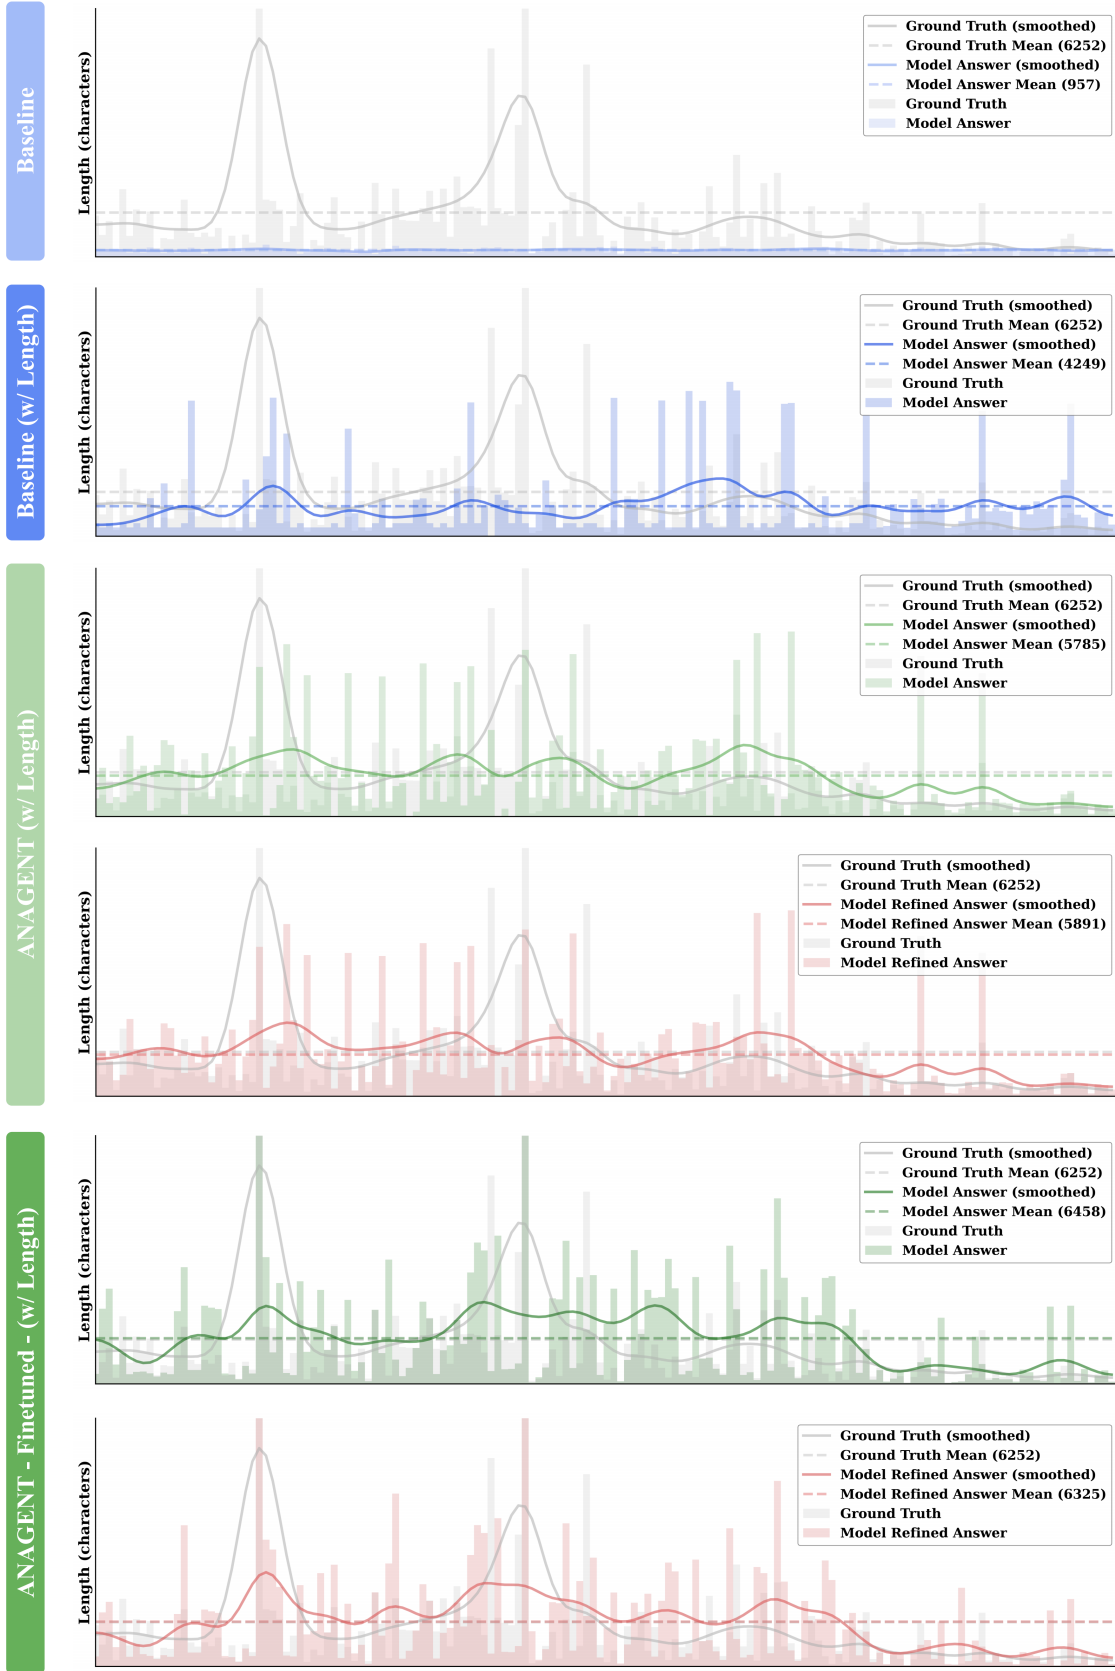 Baseline
Length (characters)
Ground Truth (smoothed)
Ground Truth Mean (6252)
Model Answer (smoothed)
Model Answer Mean (957)
Ground Truth
Model Answer
Baseline (w/ Length)
Length (characters)
Ground Truth (smoothed)
Ground Truth Mean (6252)
Model Answer (smoothed)
Model Answer Mean (4249)
Ground Truth
Model Answer
ANAGENT (w/ Length)
Length (characters)
Ground Truth (smoothed)
Ground Truth Mean (6252)
Model Answer (smoothed)
Model Answer Mean (5785)
Ground Truth
Model Answer
Length (characters)
Ground Truth (smoothed)
Ground Truth Mean (6252)
Model Refined Answer (smoothed)
Model Refined Answer Mean (5891)
Ground Truth
Model Refined Answer
ANAGENT - Finetuned - (w/ Length)
Length (characters)
Ground Truth (smoothed)
Ground Truth Mean (6252)
Model Answer (smoothed)
Model Answer Mean (6458)
Ground Truth
Model Answer
Length (characters)
Ground Truth (smoothed)
Ground Truth Mean (6252)
Model Refined Answer (smoothed)
Model Refined Answer Mean (6325)
Ground Truth
Model Refined Answer